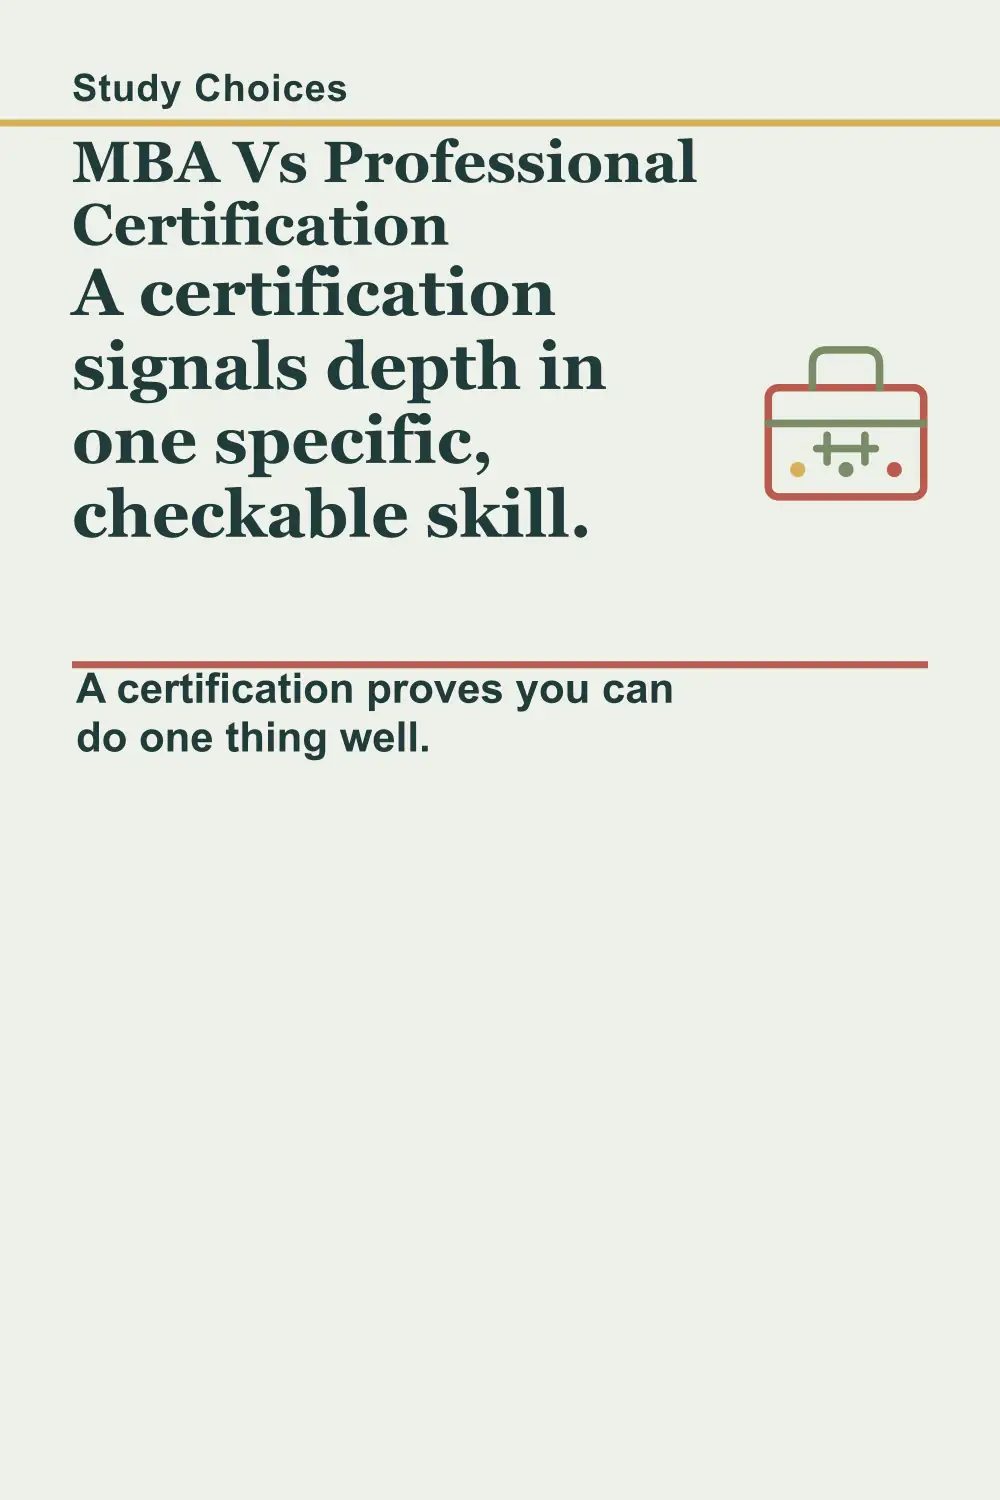 Study Choices
MBA Vs Professional
Certification
A certification
signals depth in
one specific,
checkable skill.
A certification proves you can
do one thing well.